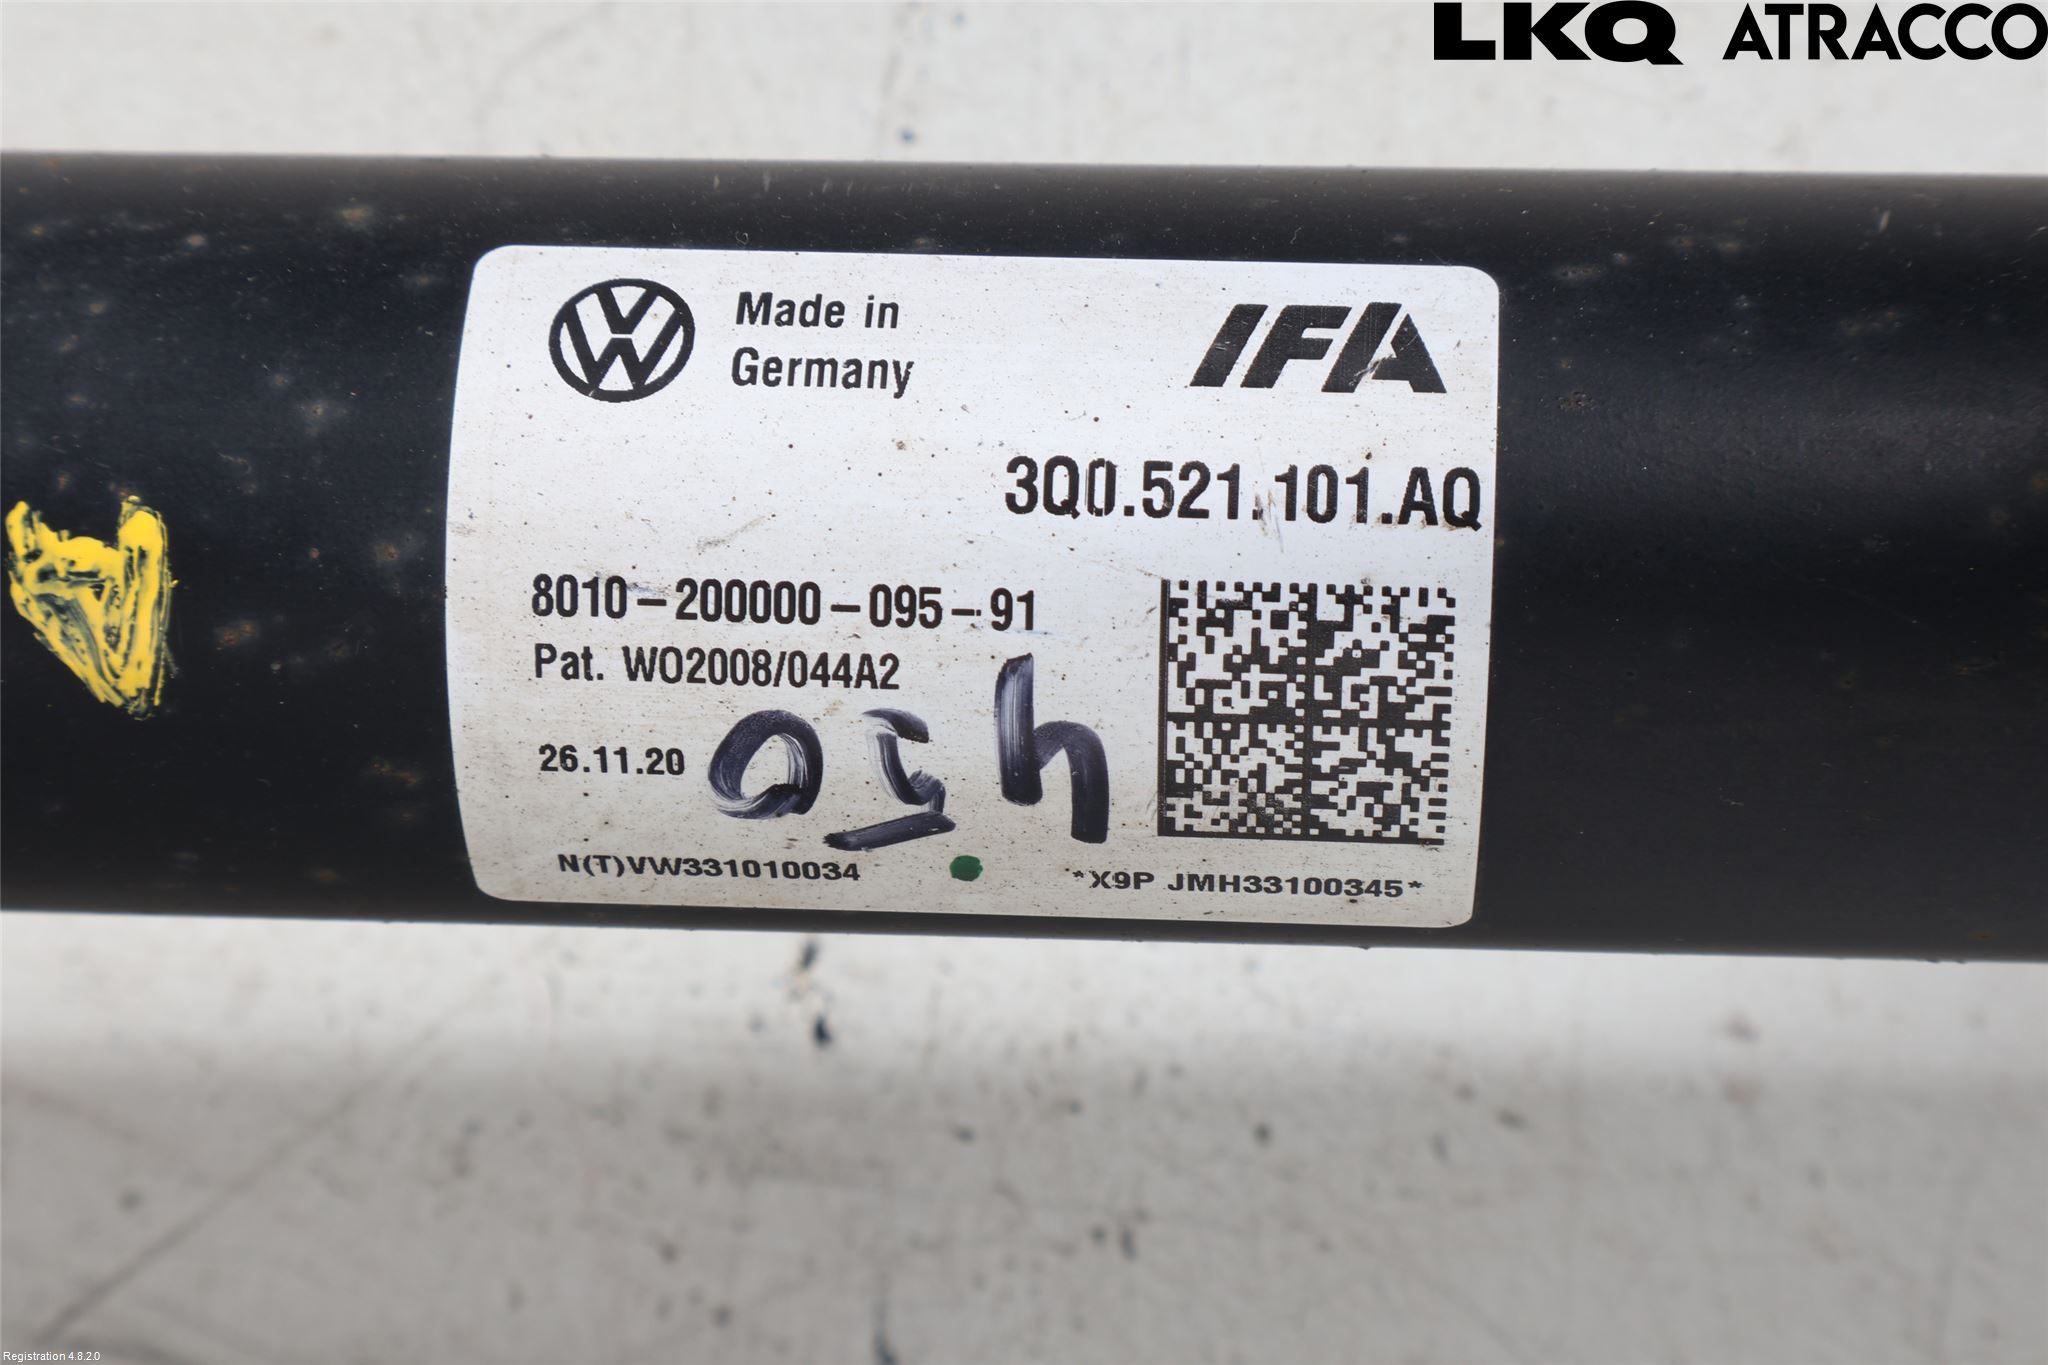 LKQ ATRACCO
Made in
Germany
IFA
3Q0.521.101.AQ
8010-200000-095-91
Pat. WO2008/044A2
26.11.20
N(T)VW331010034
*X9P JMH33100345*
Registration 4.8.2.0